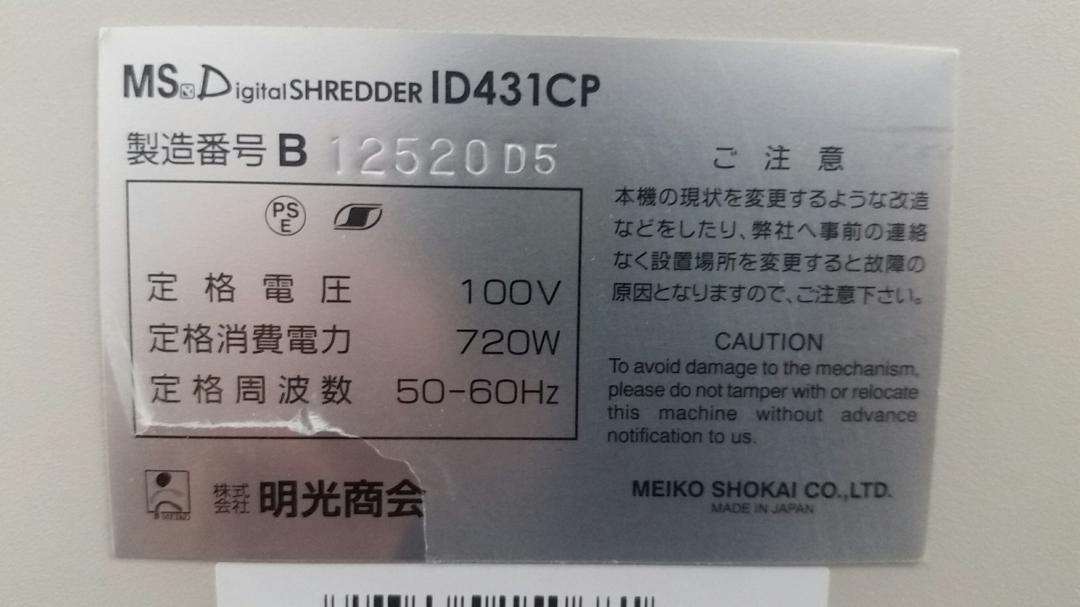 MS Digital SHREDDER ID431CP
製造番号 B 12520D5
PS
E
定格電圧 100V
定格消費電力 720W
定格周波数 50-60Hz
ご注意
本機の現状を変更するような改造
などをしたり、弊社へ事前の連絡
なく設置場所を変更すると故障の
原因となりますので、ご注意下さい。
CAUTION
To avoid damage to the mechanism,
please do not tamper with or relocate
this machine without advance
notification to us.
MEIKO
株式会社 明光商会
MEIKO SHOKAI CO.,LTD.
MADE IN JAPAN